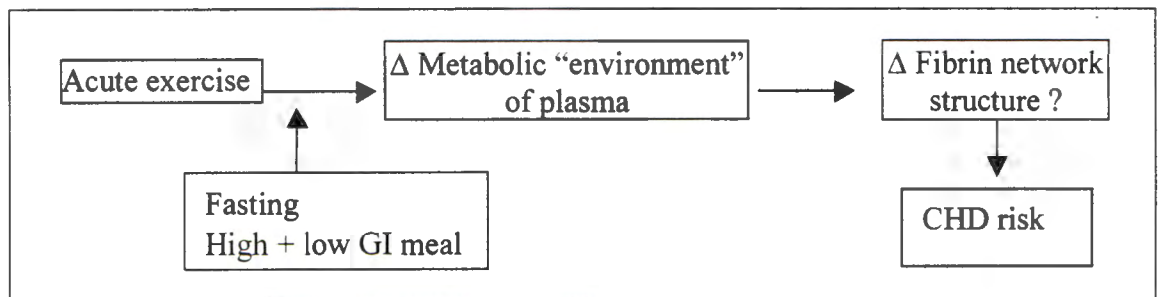 Acute exercise
Δ Metabolic “environment”
of plasma
Δ Fibrin network
structure ?
Fasting
High + low GI meal
CHD risk